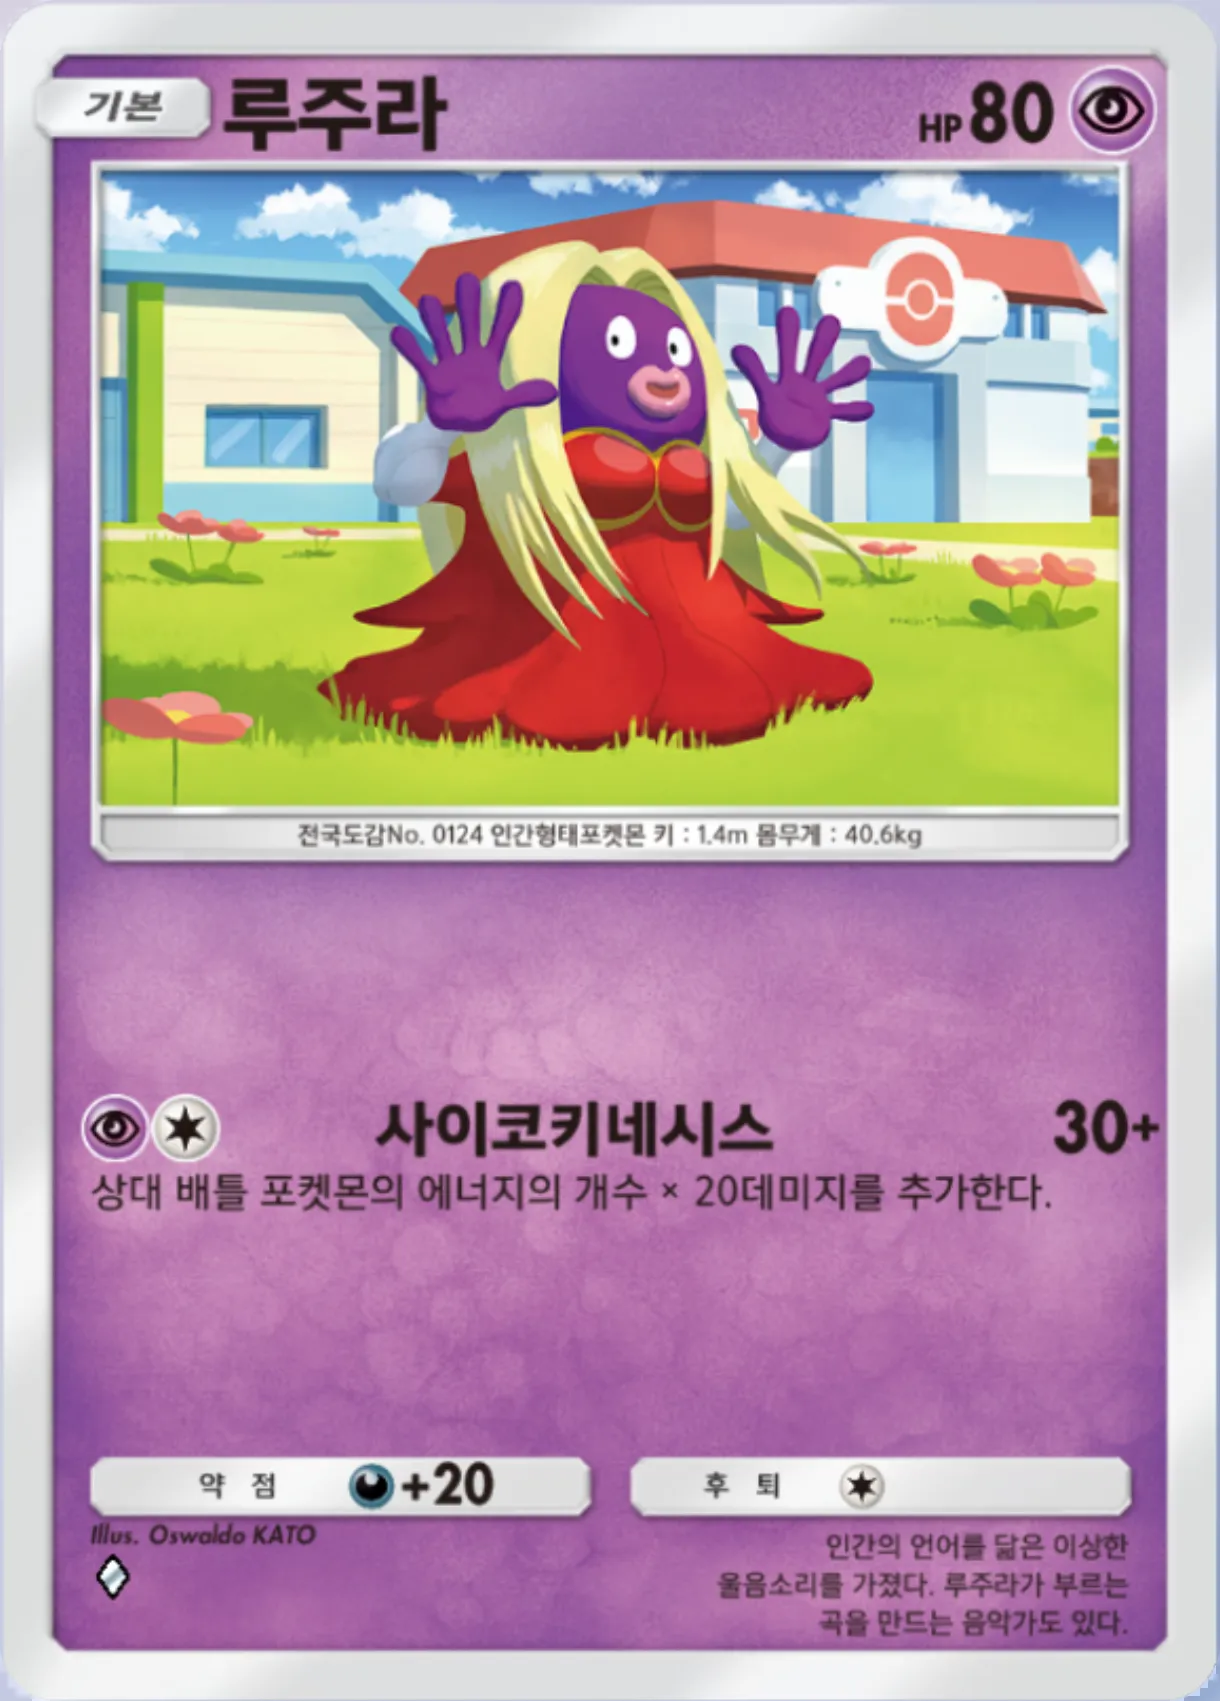 기본
루주라
HP 80
전국도감No. 0124 인간형태포켓몬 키 : 1.4m 몸무게 : 40.6kg
사이코키네시스 30+
상대 배틀 포켓몬의 에너지의 개수 × 20데미지를 추가한다.
약 점 +20 후 퇴
Illus. Oswaldo KATO
인간의 언어를 닮은 이상한
울음소리를 가졌다. 루주라가 부르는
곡을 만드는 음악가도 있다.